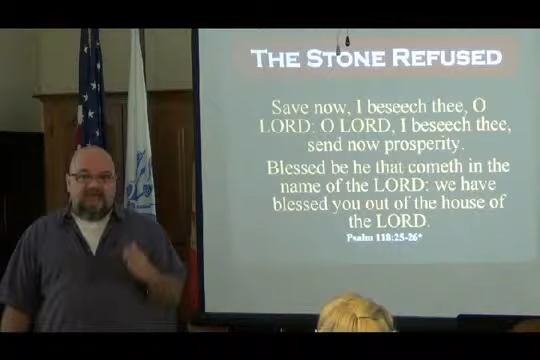 THE STONE REFUSED
Save now, I beseech thee, O
LORD: O LORD, I beseech thee,
send now prosperity.
Blessed be he that cometh in the
name of the LORD: we have
blessed you out of the house of
the LORD.
Psalm 118:25-26*